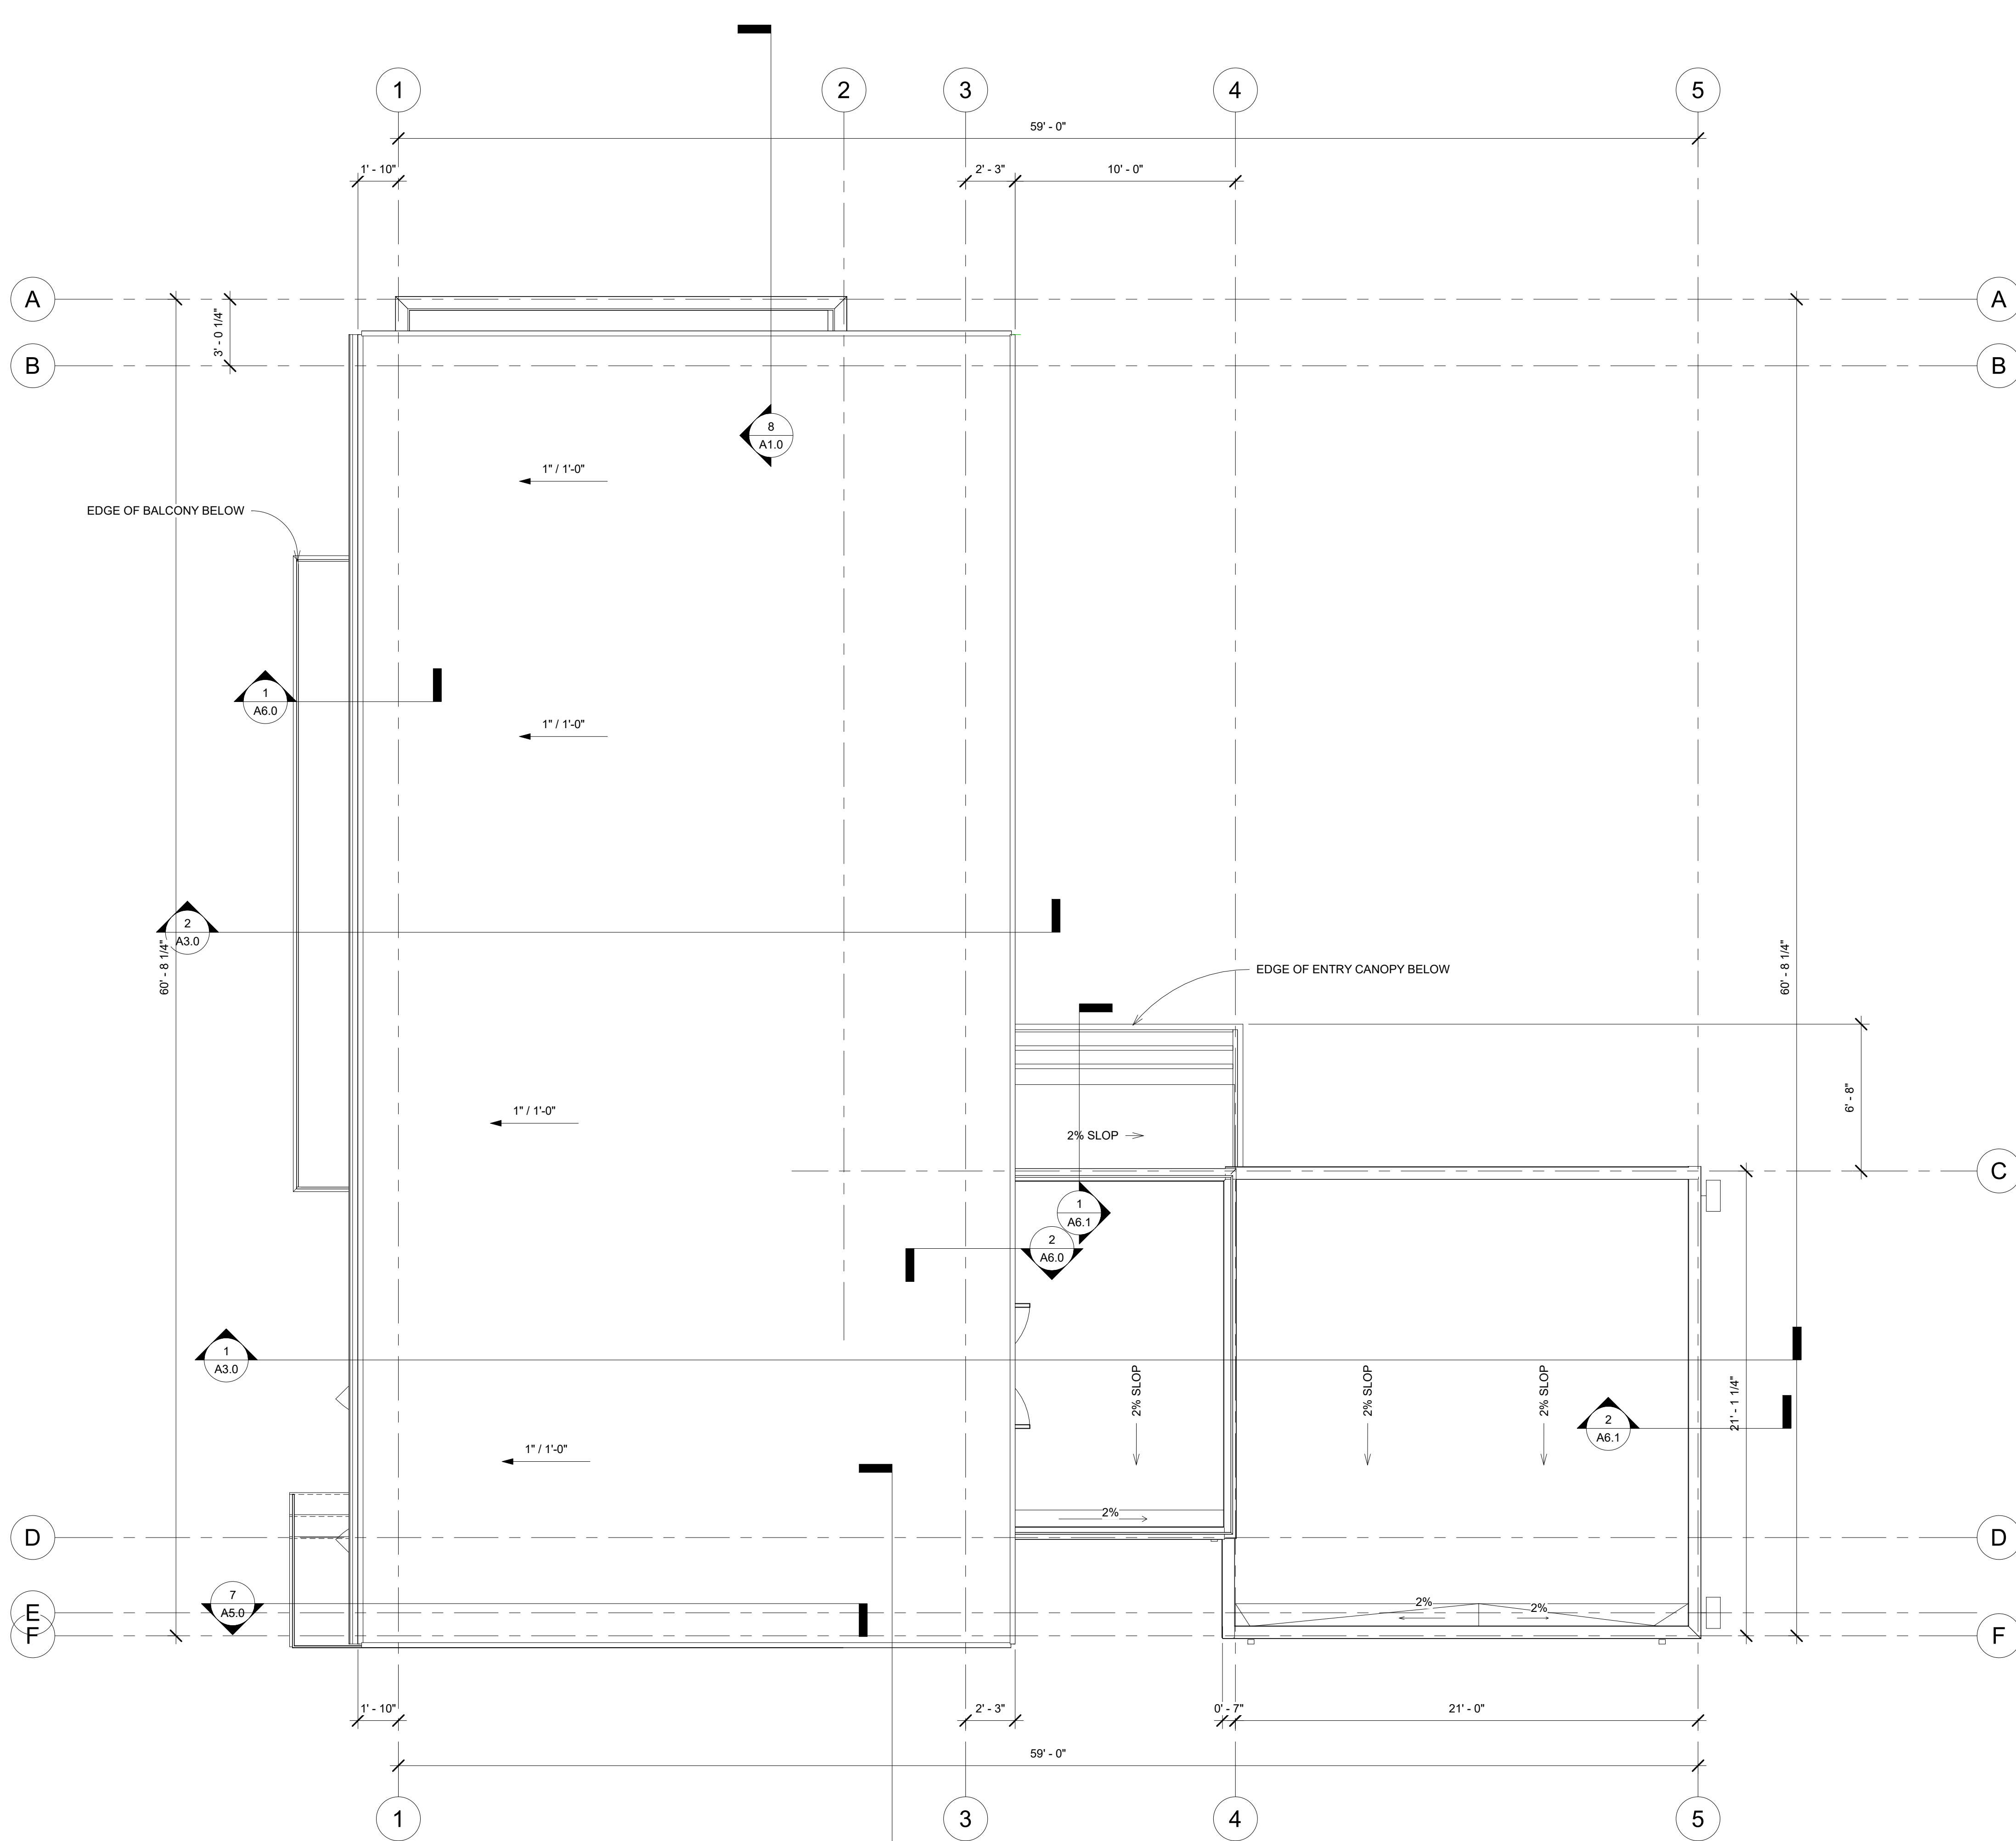 1
2
3
4
5
59' - 0"
1' - 10"
2' - 3"
10' - 0"
A
A
3' - 0 1/4"
B
B
8
A1.0
1" / 1'-0"
EDGE OF BALCONY BELOW
1
A6.0
1" / 1'-0"
2
A3.0
60' - 8 1/4"
60' - 8 1/4"
EDGE OF ENTRY CANOPY BELOW
6' - 8"
1" / 1'-0"
2% SLOP
C
1
A6.1
2
A6.0
1
A3.0
2% SLOP
2% SLOP
2% SLOP
21' - 1 1/4"
2
A6.1
1" / 1'-0"
2%
D
D
7
A5.0
2%
2%
E
F
F
1' - 10"
2' - 3"
0' - 7"
21' - 0"
59' - 0"
1
3
4
5